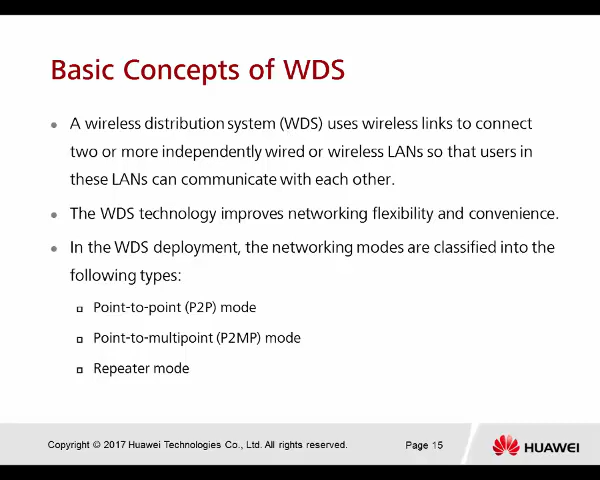 Basic Concepts of WDS
A wireless distribution system (WDS) uses wireless links to connect
two or more independently wired or wireless LANs so that users in
these LANs can communicate with each other.
The WDS technology improves networking flexibility and convenience.
In the WDS deployment, the networking modes are classified into the
following types:
Point-to-point (P2P) mode
Point-to-multipoint (P2MP) mode
Repeater mode
Copyright © 2017 Huawei Technologies Co., Ltd. All rights reserved.
Page 15
HUAWEI